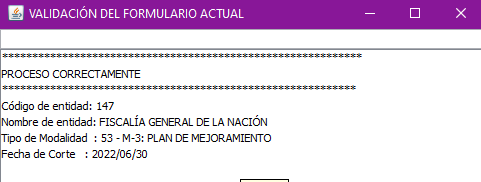 VALIDACIÓN DEL FORMULARIO ACTUAL
************************************************************
PROCESO CORRECTAMENTE
***********************************************************
Código de entidad: 147
Nombre de entidad: FISCALÍA GENERAL DE LA NACIÓN
Tipo de Modalidad : 53 - M-3: PLAN DE MEJORAMIENTO
Fecha de Corte : 2022/06/30